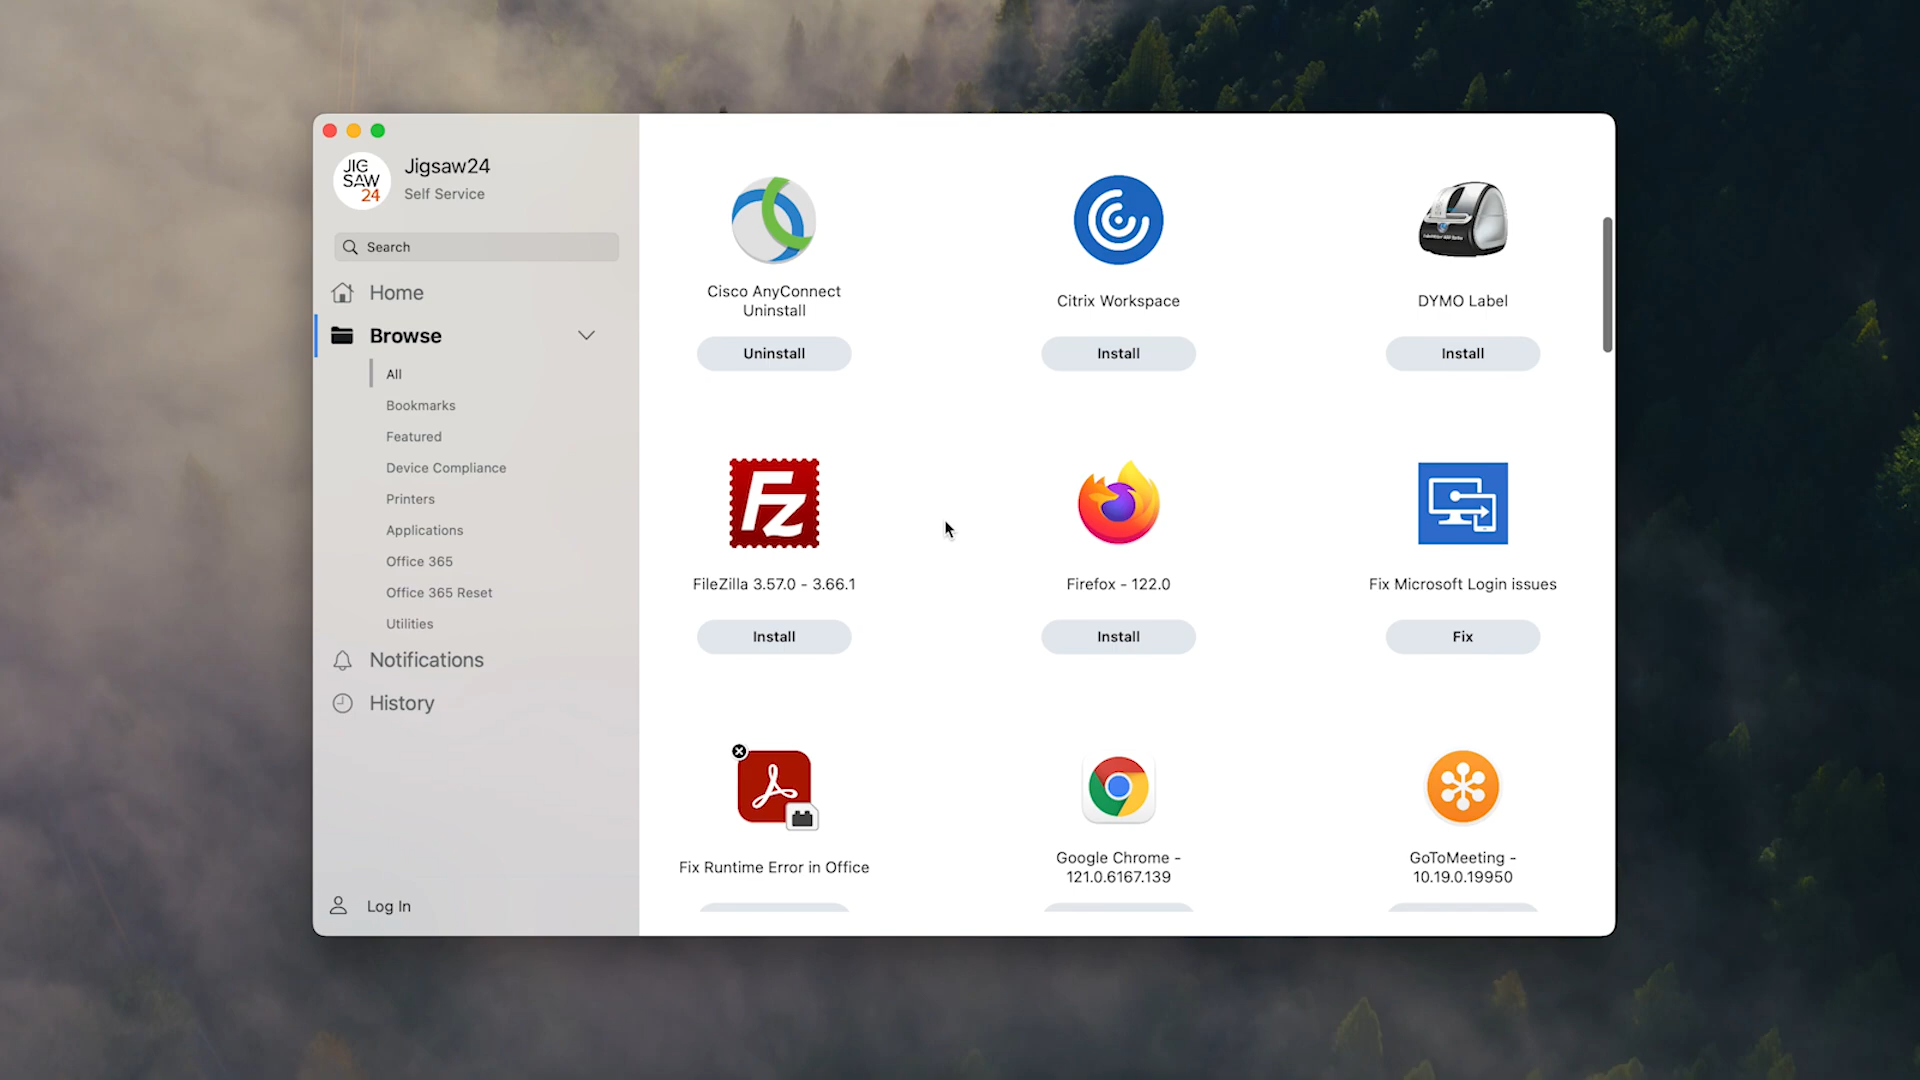 JIG
SAW
24
Jigsaw24
Self Service
Search
Home
Browse
All
Bookmarks
Featured
Device Compliance
Printers
Applications
Office 365
Office 365 Reset
Utilities
Notifications
History
Log In
Cisco AnyConnect
Uninstall
Uninstall
Citrix Workspace
Install
DYMO Label
Install
Fz
FileZilla 3.57.0 - 3.66.1
Install
Firefox - 122.0
Install
Fix Microsoft Login issues
Fix
Fix Runtime Error in Office
Google Chrome -
121.0.6167.139
GoToMeeting -
10.19.0.19950